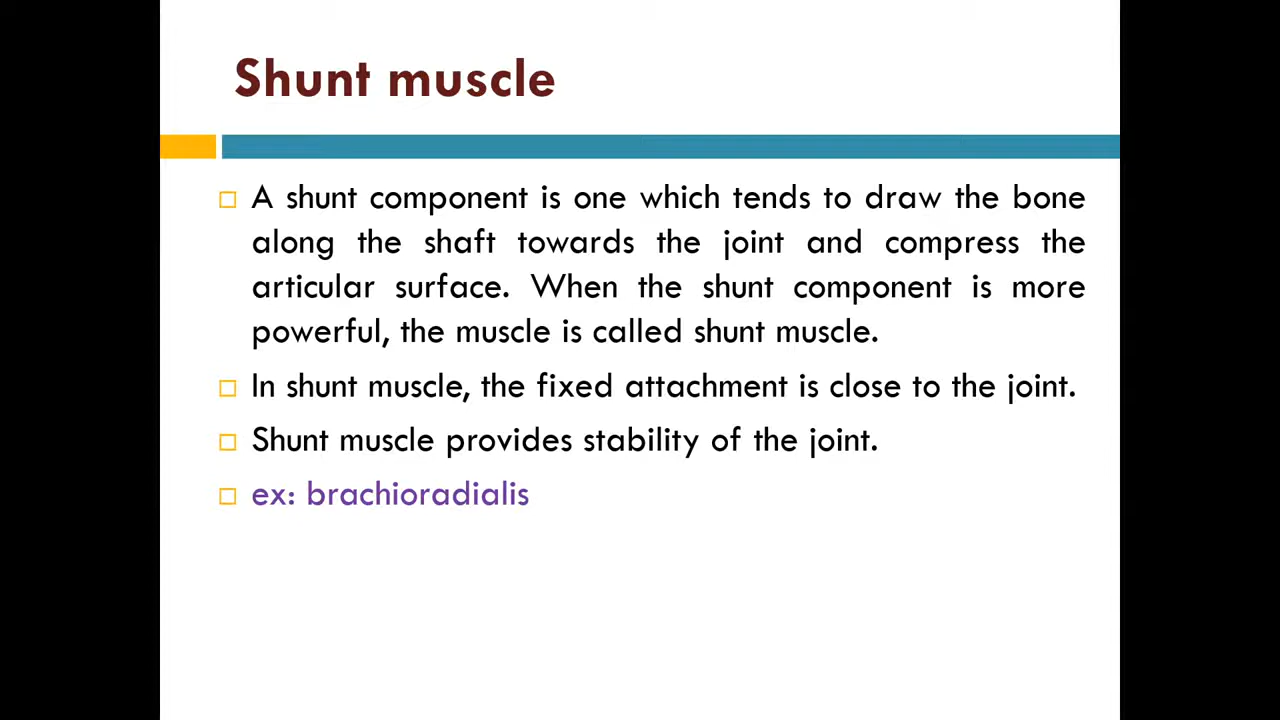 Shunt muscle
A shunt component is one which tends to draw the bone
along the shaft towards the joint and compress the
articular surface. When the shunt component is more
powerful, the muscle is called shunt muscle.
In shunt muscle, the fixed attachment is close to the joint.
Shunt muscle provides stability of the joint.
ex: brachioradialis